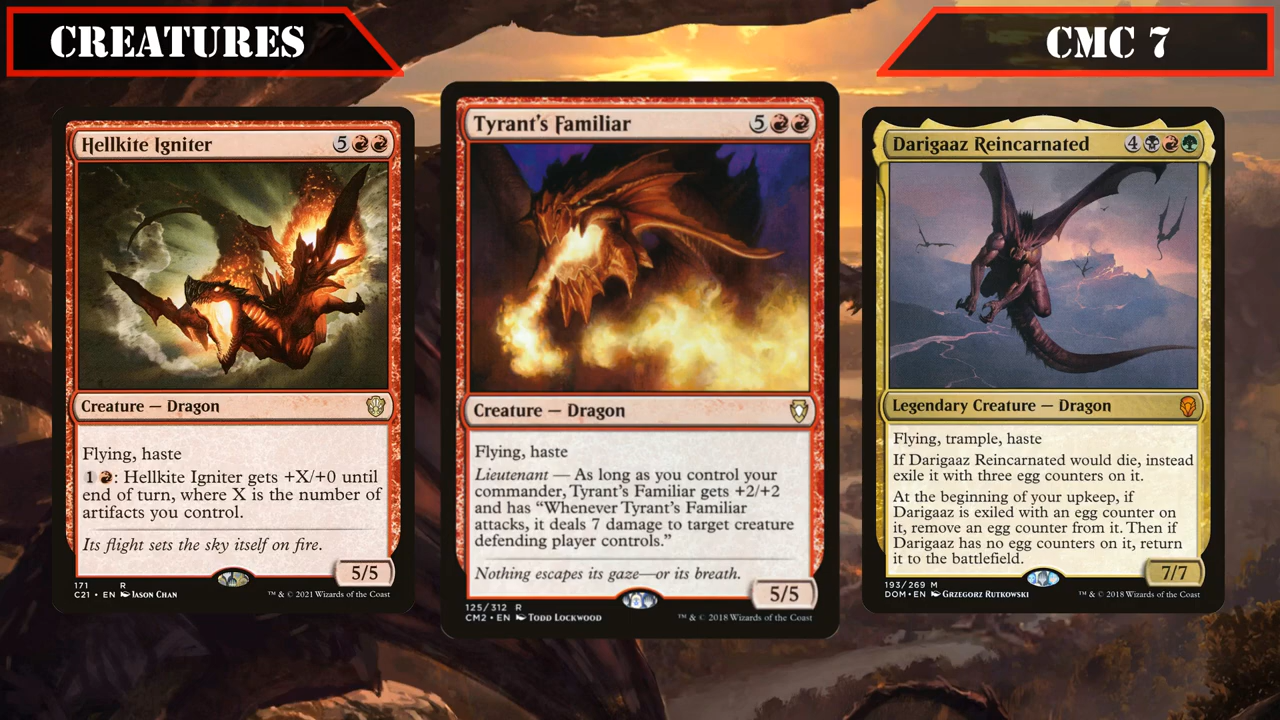 CREATURES
CMC 7
Hellkite Igniter 5
Creature — Dragon
Flying, haste
1 : Hellkite Igniter gets +X/+0 until
end of turn, where X is the number of
artifacts you control.
Its flight sets the sky itself on fire.
5/5
171 R
C21 • EN Jason Chan
™ & © 2021 Wizards of the Coast
Tyrant's Familiar 5
Creature — Dragon
Flying, haste
Lieutenant — As long as you control your
commander, Tyrant's Familiar gets +2/+2
and has “Whenever Tyrant's Familiar
attacks, it deals 7 damage to target creature
defending player controls.”
Nothing escapes its gaze—or its breath.
5/5
125/312 R
CM2 • EN Todd Lockwood
™ & © 2018 Wizards of the Coast
Darigaaz Reincarnated 4
Legendary Creature — Dragon
Flying, trample, haste
If Darigaaz Reincarnated would die, instead
exile it with three egg counters on it.
At the beginning of your upkeep, if
Darigaaz is exiled with an egg counter on
it, remove an egg counter from it. Then if
Darigaaz has no egg counters on it, return
it to the battlefield.
7/7
193/269 M
DOM • EN Grzegorz Rutkowski
™ & © 2018 Wizards of the Coast